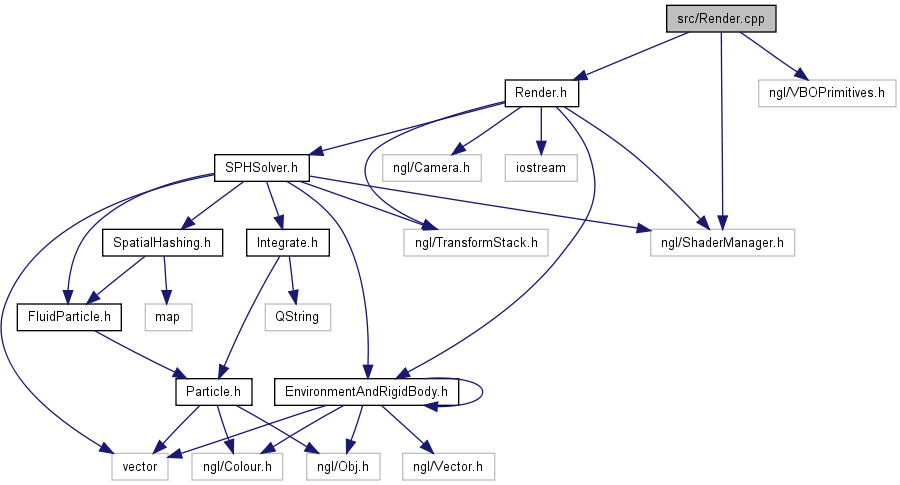 src/Render.cpp
Render.h
ngl/VBOPrimitives.h
SPHSolver.h
ngl/Camera.h
iostream
SpatialHashing.h
Integrate.h
ngl/TransformStack.h
ngl/ShaderManager.h
FluidParticle.h
map
QString
Particle.h
EnvironmentAndRigidBody.h
vector
ngl/Colour.h
ngl/Obj.h
ngl/Vector.h